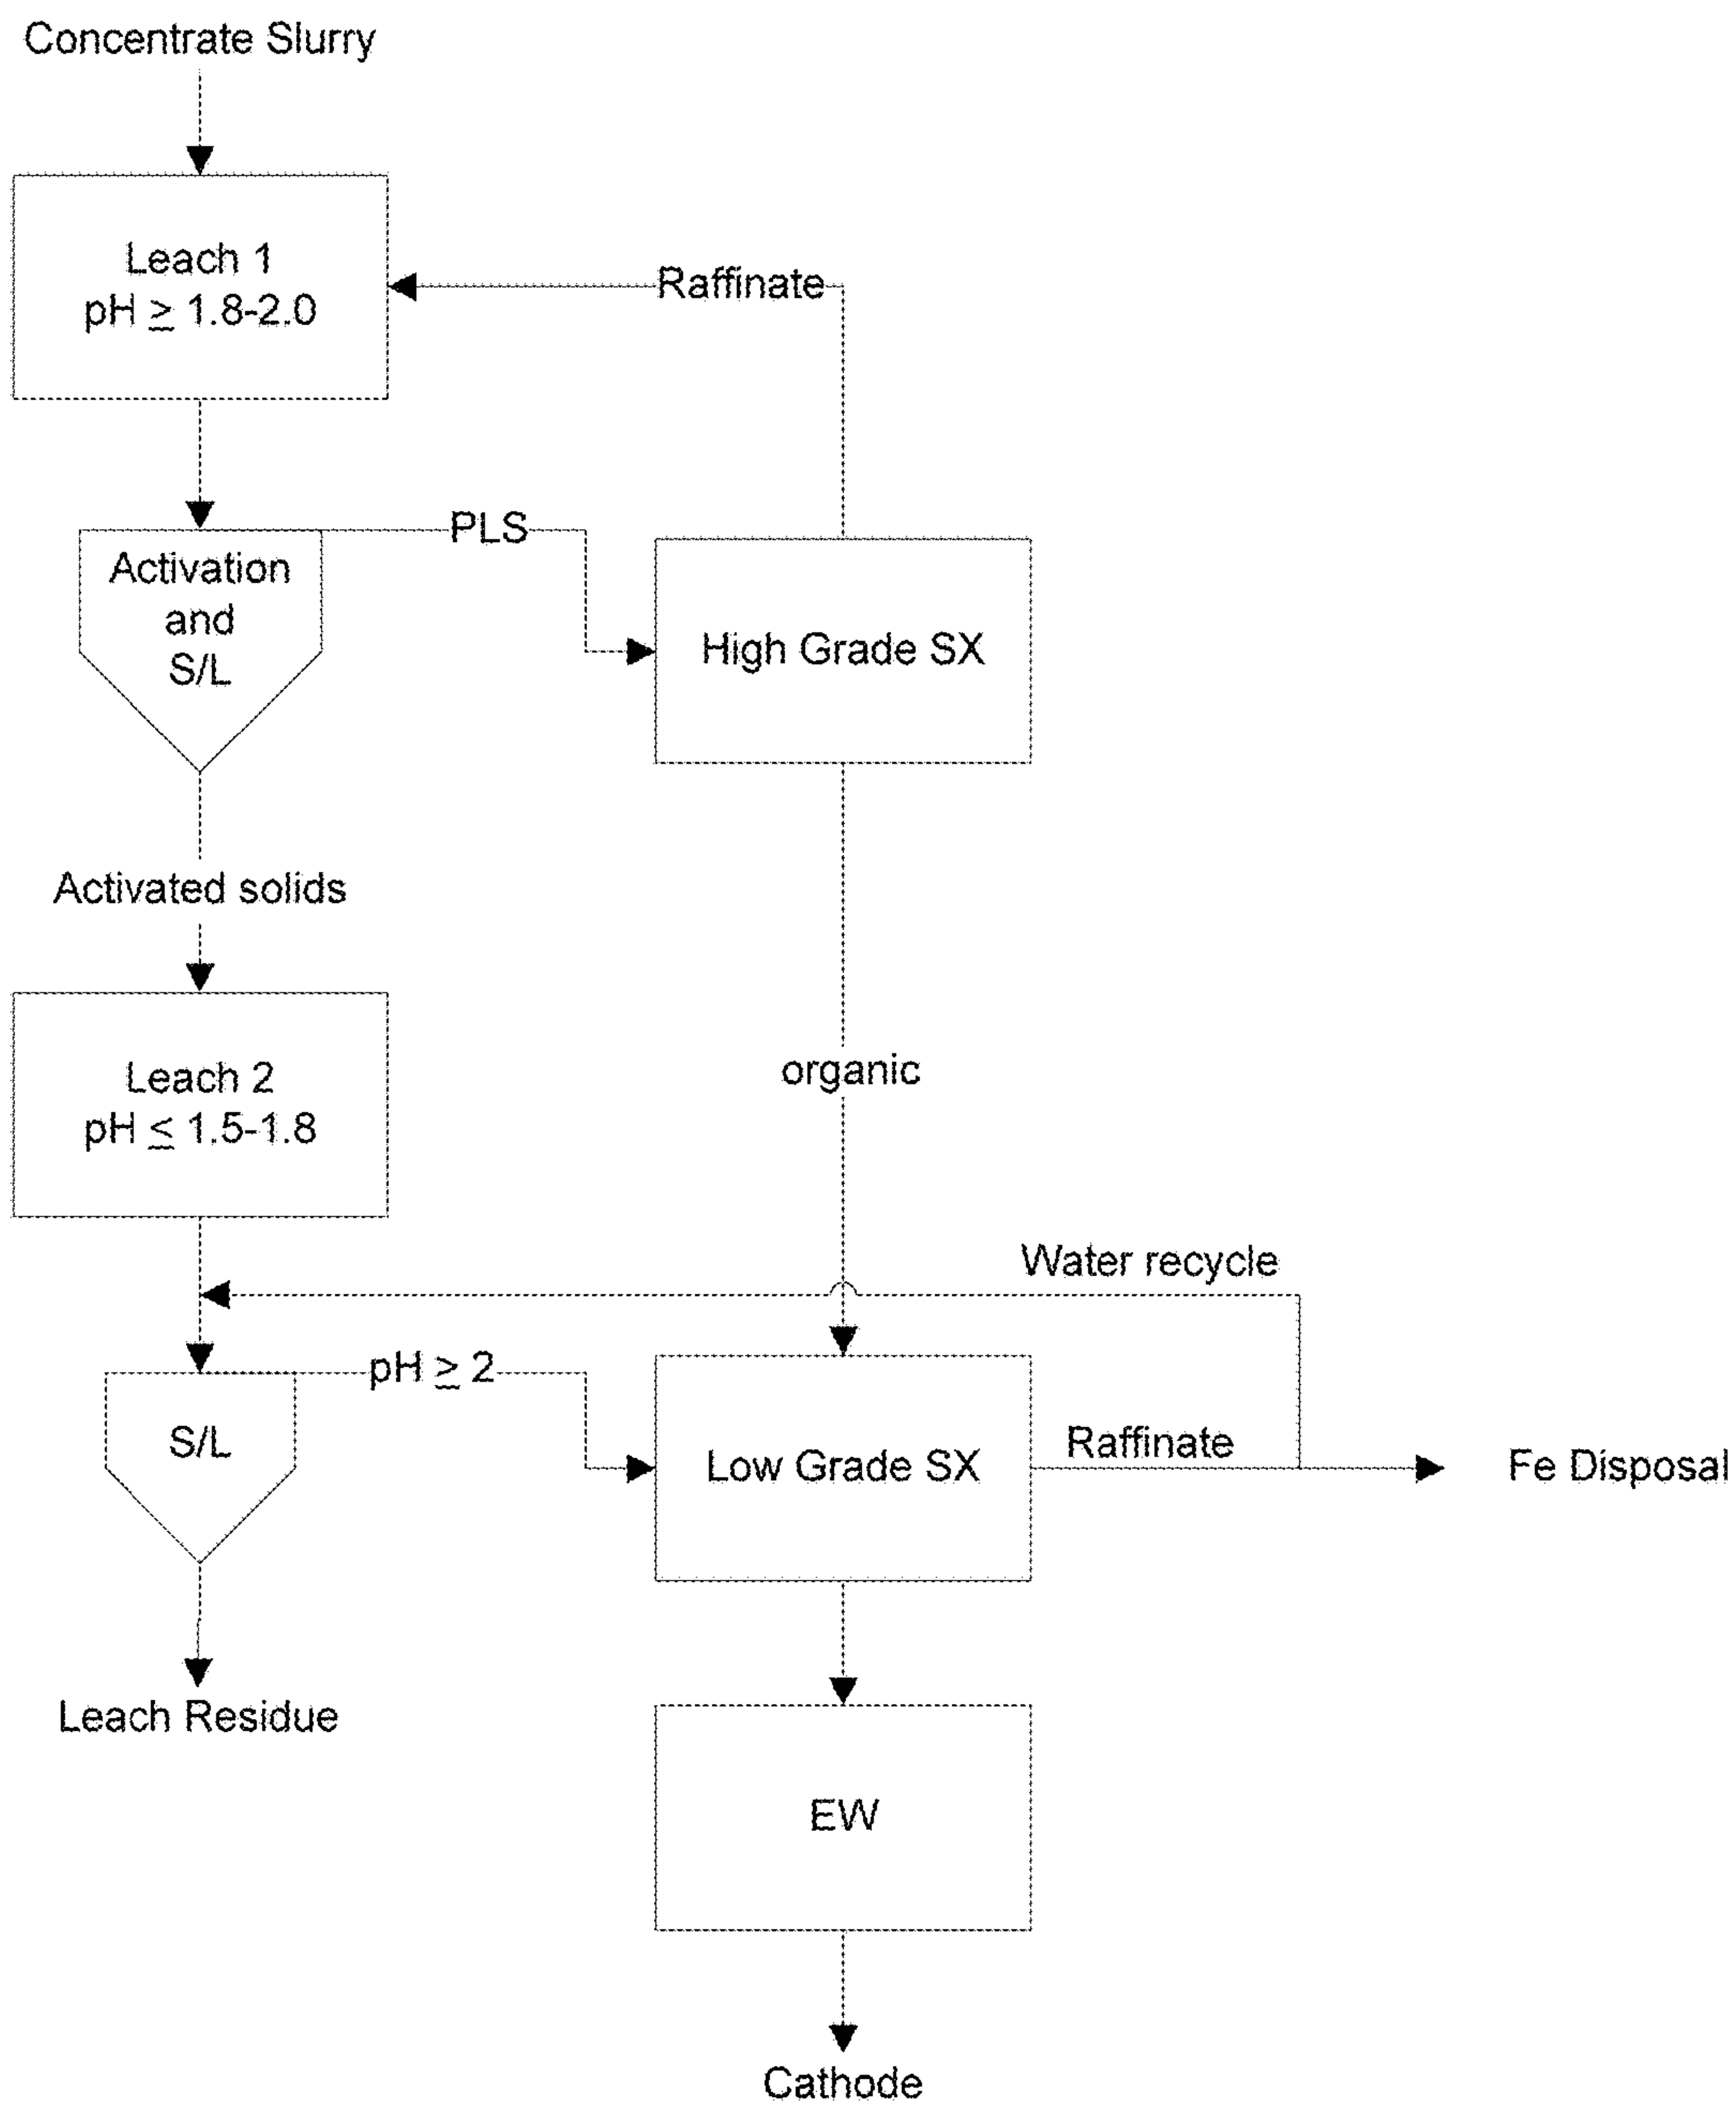 Concentrate Slurry
Leach 1
pH ≥ 1.8-2.0
Raffinate
PLS
Activation
and
S/L
High Grade SX
Activated solids
Leach 2
pH ≤ 1.5-1.8
organic
Water recycle
pH ≥ 2
S/L
Low Grade SX
Raffinate
Fe Disposal
Leach Residue
EW
Cathode